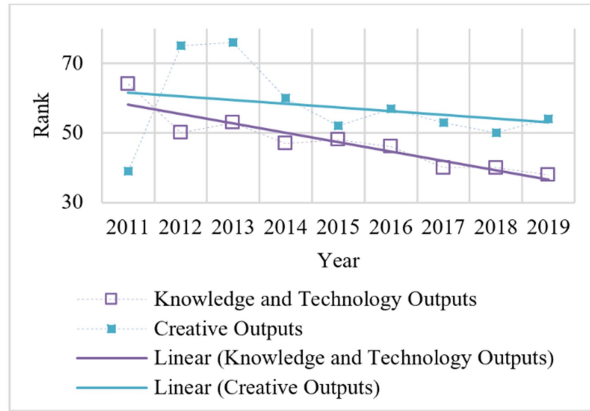 70
50
30
Rank
2011 2012 2013 2014 2015 2016 2017 2018 2019
Year
Knowledge and Technology Outputs
Creative Outputs
Linear (Knowledge and Technology Outputs)
Linear (Creative Outputs)